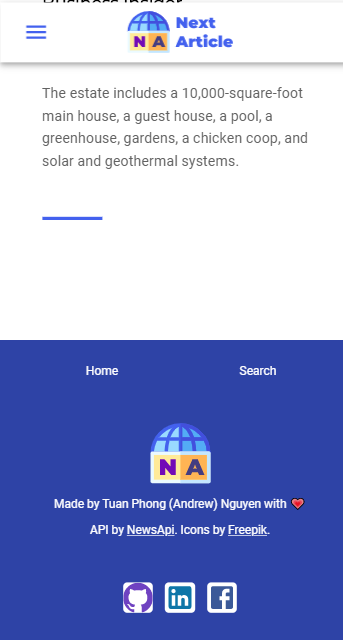 Business Insider
Next
Article
N A
The estate includes a 10,000-square-foot
main house, a guest house, a pool, a
greenhouse, gardens, a chicken coop, and
solar and geothermal systems.
Home Search
N A
Made by Tuan Phong (Andrew) Nguyen with ❤️
API by NewsApi. Icons by Freepik.
in f